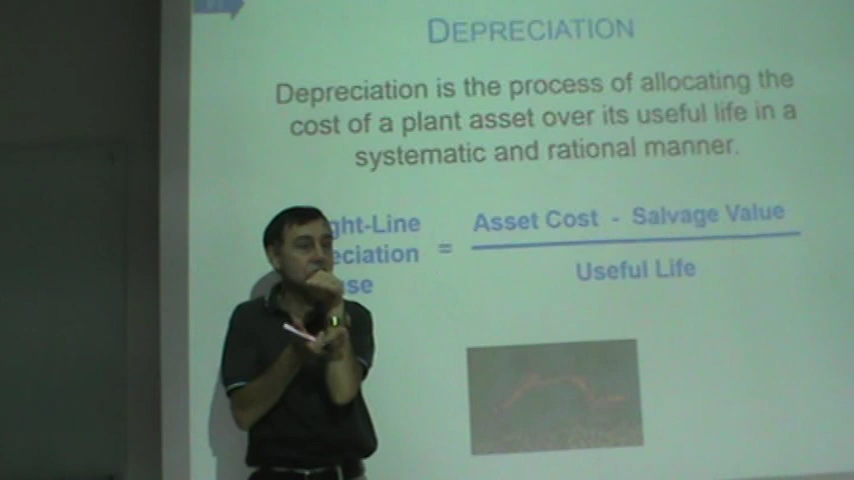 DEPRECIATION
Depreciation is the process of allocating the
cost of a plant asset over its useful life in a
systematic and rational manner.
ght-Line
eciation
se
=
Asset Cost - Salvage Value
Useful Life